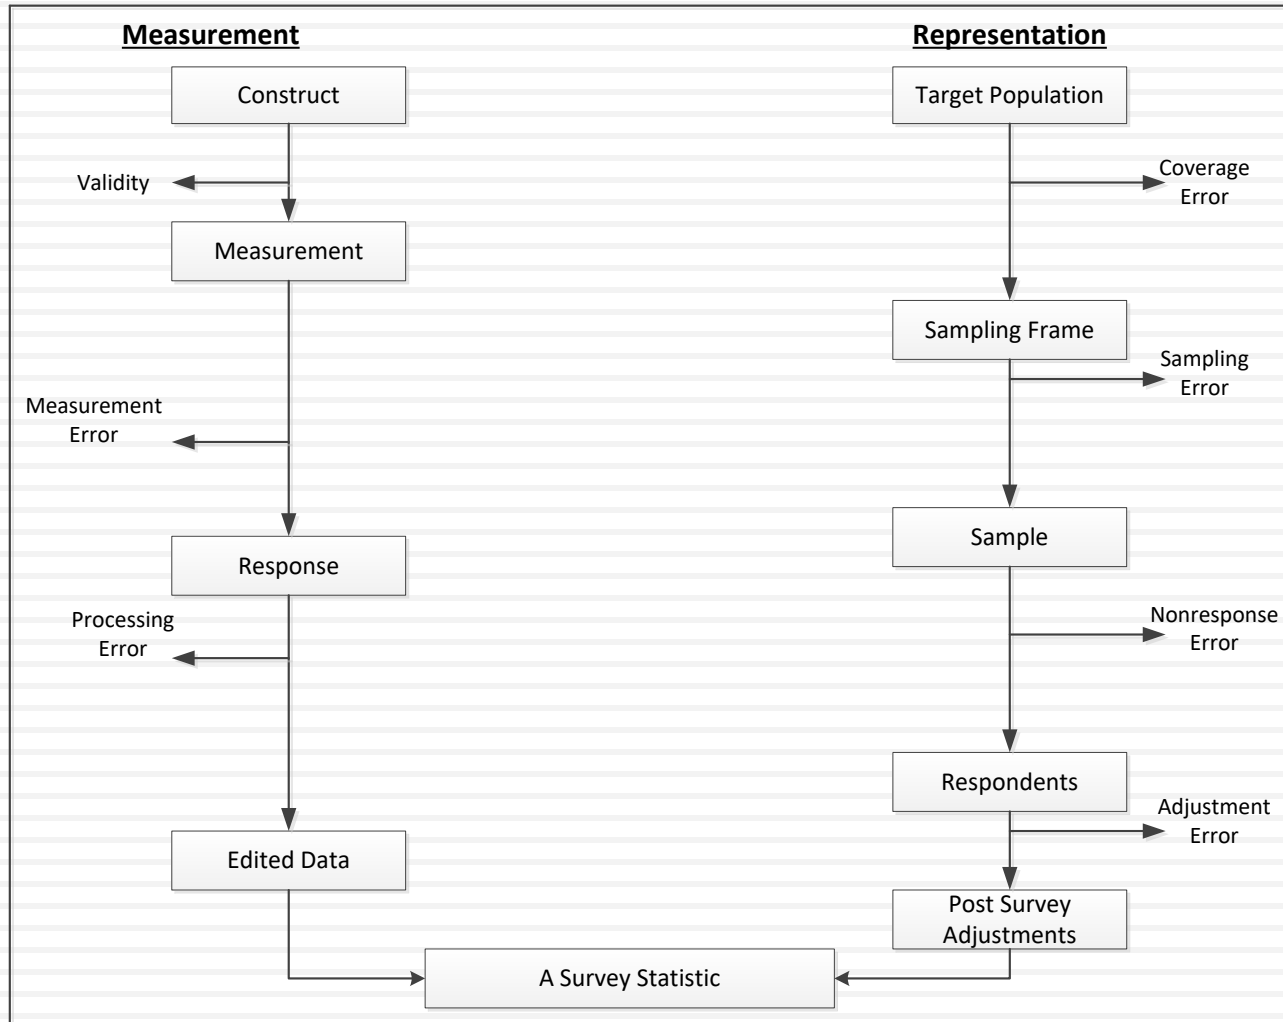 Measurement
Construct
Validity
Measurement
Measurement
Error
Response
Processing
Error
Edited Data
Representation
Target Population
Coverage
Error
Sampling Frame
Sampling
Error
Sample
Nonresponse
Error
Respondents
Adjustment
Error
Post Survey
Adjustments
A Survey Statistic